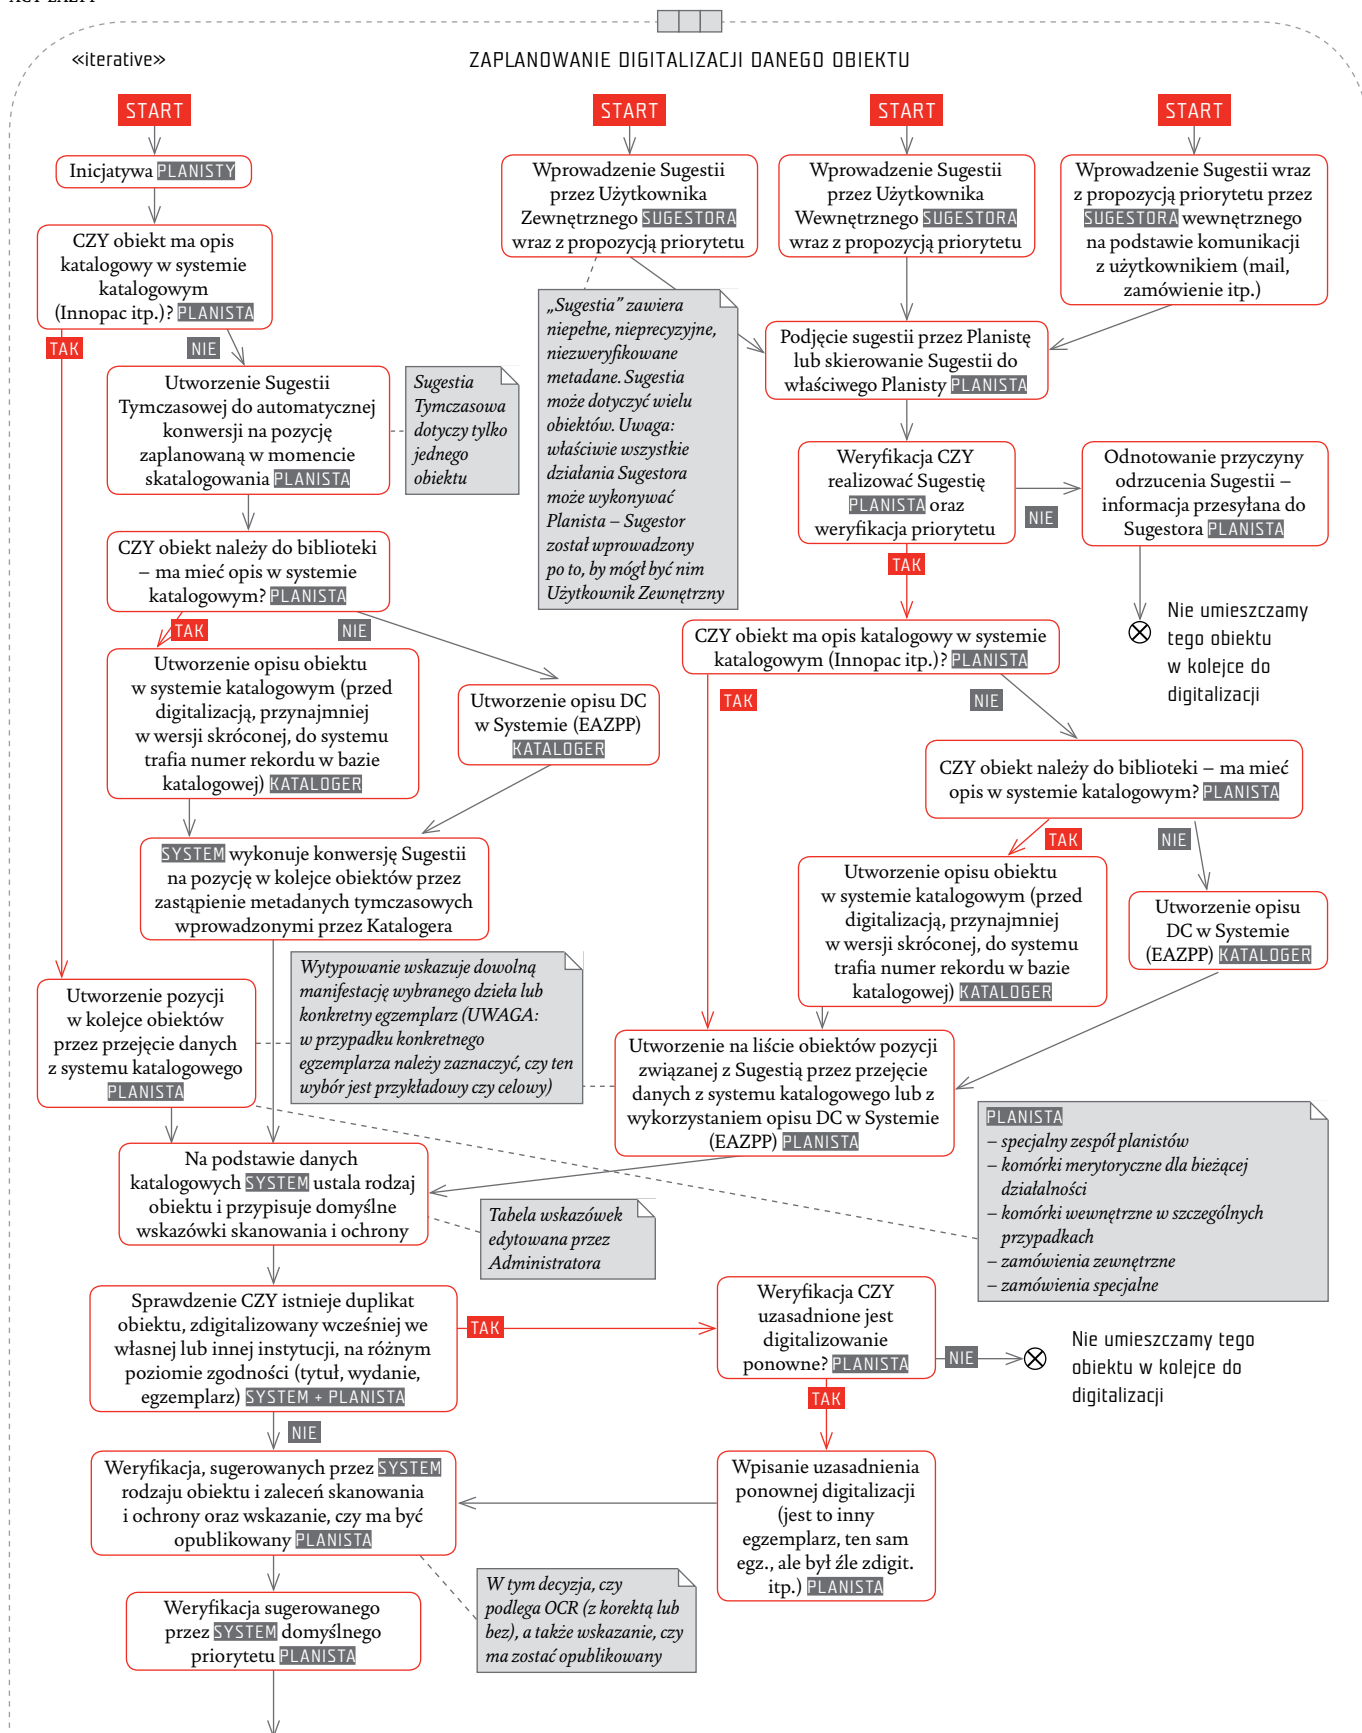 «iterative»
ZAPLANOWANIE DIGITALIZACJI DANEGO OBIEKTU
START
START
START
START
Inicjatywa PLANISTY
CZY obiekt ma opis
katalogowy w systemie
katalogowym
(Innopac itp.)? PLANISTA
TAK
NIE
Utworzenie Sugestii
Tymczasowej do automatycznej
konwersji na pozycję
zaplanowaną w momencie
skatalogowania PLANISTA
Sugestia
Tymczasowa
dotyczy tylko
jednego
obiektu
CZY obiekt należy do biblioteki
– ma mieć opis w systemie
katalogowym? PLANISTA
TAK
NIE
Utworzenie opisu obiektu
w systemie katalogowym (przed
digitalizacją, przynajmniej
w wersji skróconej, do systemu
trafia numer rekordu w bazie
katalogowej) KATALOGER
Utworzenie opisu DC
w Systemie (EAZPP)
KATALOGER
SYSTEM wykonuje konwersję Sugestii
na pozycję w kolejce obiektów przez
zastąpienie metadanych tymczasowych
wprowadzonymi przez Katalogera
Wprowadzenie Sugestii
przez Użytkownika
Zewnętrznego SUGESTORA
wraz z propozycją priorytetu
Wprowadzenie Sugestii
przez Użytkownika
Wewnętrznego SUGESTORA
wraz z propozycją priorytetu
Wprowadzenie Sugestii wraz
z propozycją priorytetu przez
SUGESTORA wewnętrznego
na podstawie komunikacji
z użytkownikiem (mail,
zamówienie itp.)
„Sugestia” zawiera
niepełne, nieprecyzyjne,
niezweryfikowane
metadane. Sugestia
może dotyczyć wielu
obiektów. Uwaga:
właściwie wszystkie
działania Sugestora
może wykonywać
Planista – Sugestor
został wprowadzony
po to, by mógł być nim
Użytkownik Zewnętrzny
Podjęcie sugestii przez Planistę
lub skierowanie Sugestii do
właściwego Planisty PLANISTA
Weryfikacja CZY
realizować Sugestię
PLANISTA oraz
weryfikacja priorytetu
NIE
TAK
Odnotowanie przyczyny
odrzucenia Sugestii –
informacja przesyłana do
Sugestora PLANISTA
Nie umieszczamy
tego obiektu
w kolejce do
digitalizacji
CZY obiekt ma opis katalogowy w systemie
katalogowym (Innopac itp.)? PLANISTA
TAK
NIE
CZY obiekt należy do biblioteki – ma mieć
opis w systemie katalogowym? PLANISTA
TAK
NIE
Utworzenie opisu obiektu
w systemie katalogowym (przed
digitalizacją, przynajmniej
w wersji skróconej, do systemu
trafia numer rekordu w bazie
katalogowej) KATALOGER
Utworzenie opisu
DC w Systemie
(EAZPP) KATALOGER
Utworzenie pozycji
w kolejce obiektów
przez przejęcie danych
z systemu katalogowego
PLANISTA
Wytypowanie wskazuje dowolną
manifestację wybranego dzieła lub
konkretny egzemplarz (UWAGA:
w przypadku konkretnego
egzemplarza należy zaznaczyć, czy ten
wybór jest przykładowy czy celowy)
Utworzenie na liście obiektów pozycji
związanej z Sugestią przez przejęcie
danych z systemu katalogowego lub z
wykorzystaniem opisu DC w Systemie
(EAZPP) PLANISTA
PLANISTA
– specjalny zespół planistów
– komórki merytoryczne dla bieżącej
działalności
– komórki wewnętrzne w szczególnych
przypadkach
– zamówienia zewnętrzne
– zamówienia specjalne
Na podstawie danych
katalogowych SYSTEM ustala rodzaj
obiektu i przypisuje domyślne
wskazówki skanowania i ochrony
Tabela wskazówek
edytowana przez
Administratora
Sprawdzenie CZY istnieje duplikat
obiektu, zdigitalizowany wcześniej we
własnej lub innej instytucji, na różnym
poziomie zgodności (tytuł, wydanie,
egzemplarz) SYSTEM + PLANISTA
TAK
NIE
Weryfikacja CZY
uzasadnione jest
digitalizowanie
ponowne? PLANISTA
NIE
TAK
Nie umieszczamy tego
obiektu w kolejce do
digitalizacji
Weryfikacja, sugerowanych przez SYSTEM
rodzaju obiektu i zaleceń skanowania
i ochrony oraz wskazanie, czy ma być
opublikowany PLANISTA
Wpisanie uzasadnienia
ponownej digitalizacji
(jest to inny
egzemplarz, ten sam
egz., ale był źle zdigit.
itp.) PLANISTA
W tym decyzja, czy
podlega OCR (z korektą lub
bez), a także wskazanie, czy
ma zostać opublikowany
Weryfikacja sugerowanego
przez SYSTEM domyślnego
priorytetu PLANISTA